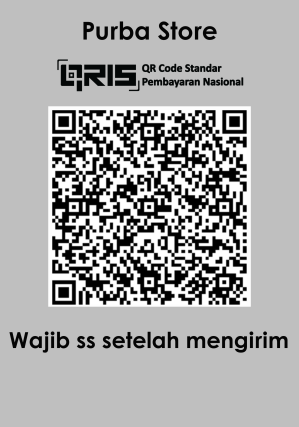 Purba Store
QRIS QR Code Standar
Pembayaran Nasional
Wajib ss setelah mengirim